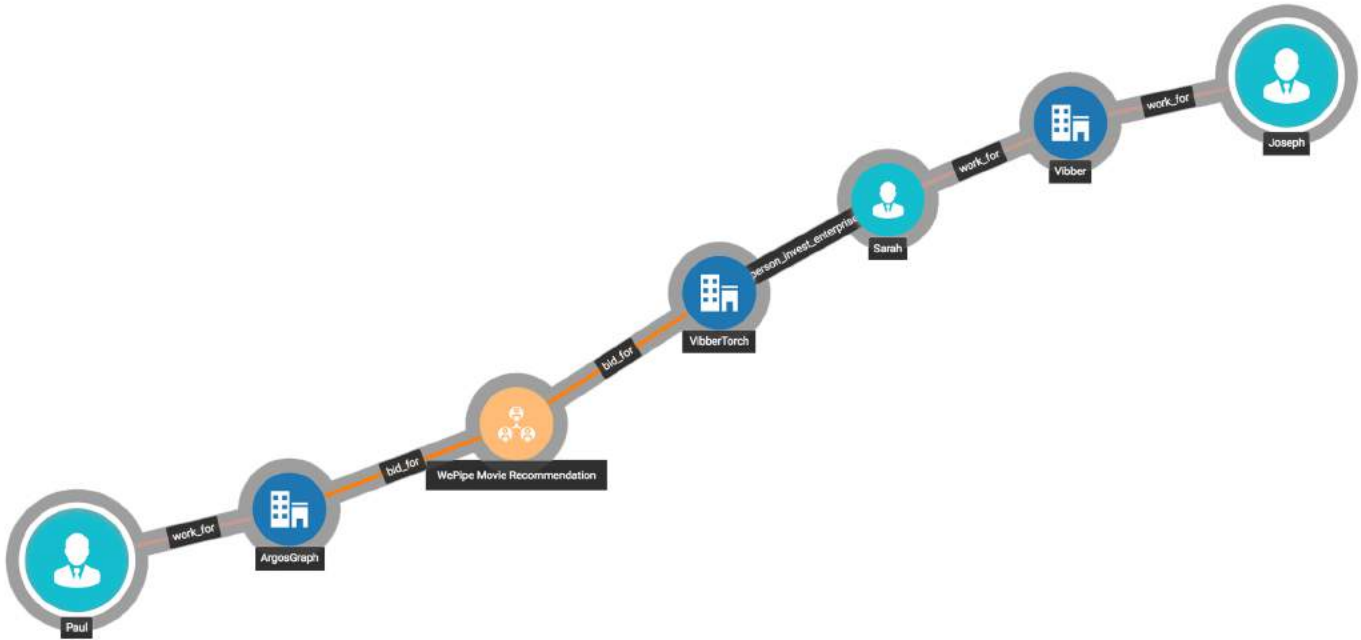 Joseph
work_for
Vibber
work_for
Sarah
person_invest_enterprise
VibberTorch
bid_for
WePipe Movie Recommendation
bid_for
ArgosGraph
work_for
Paul